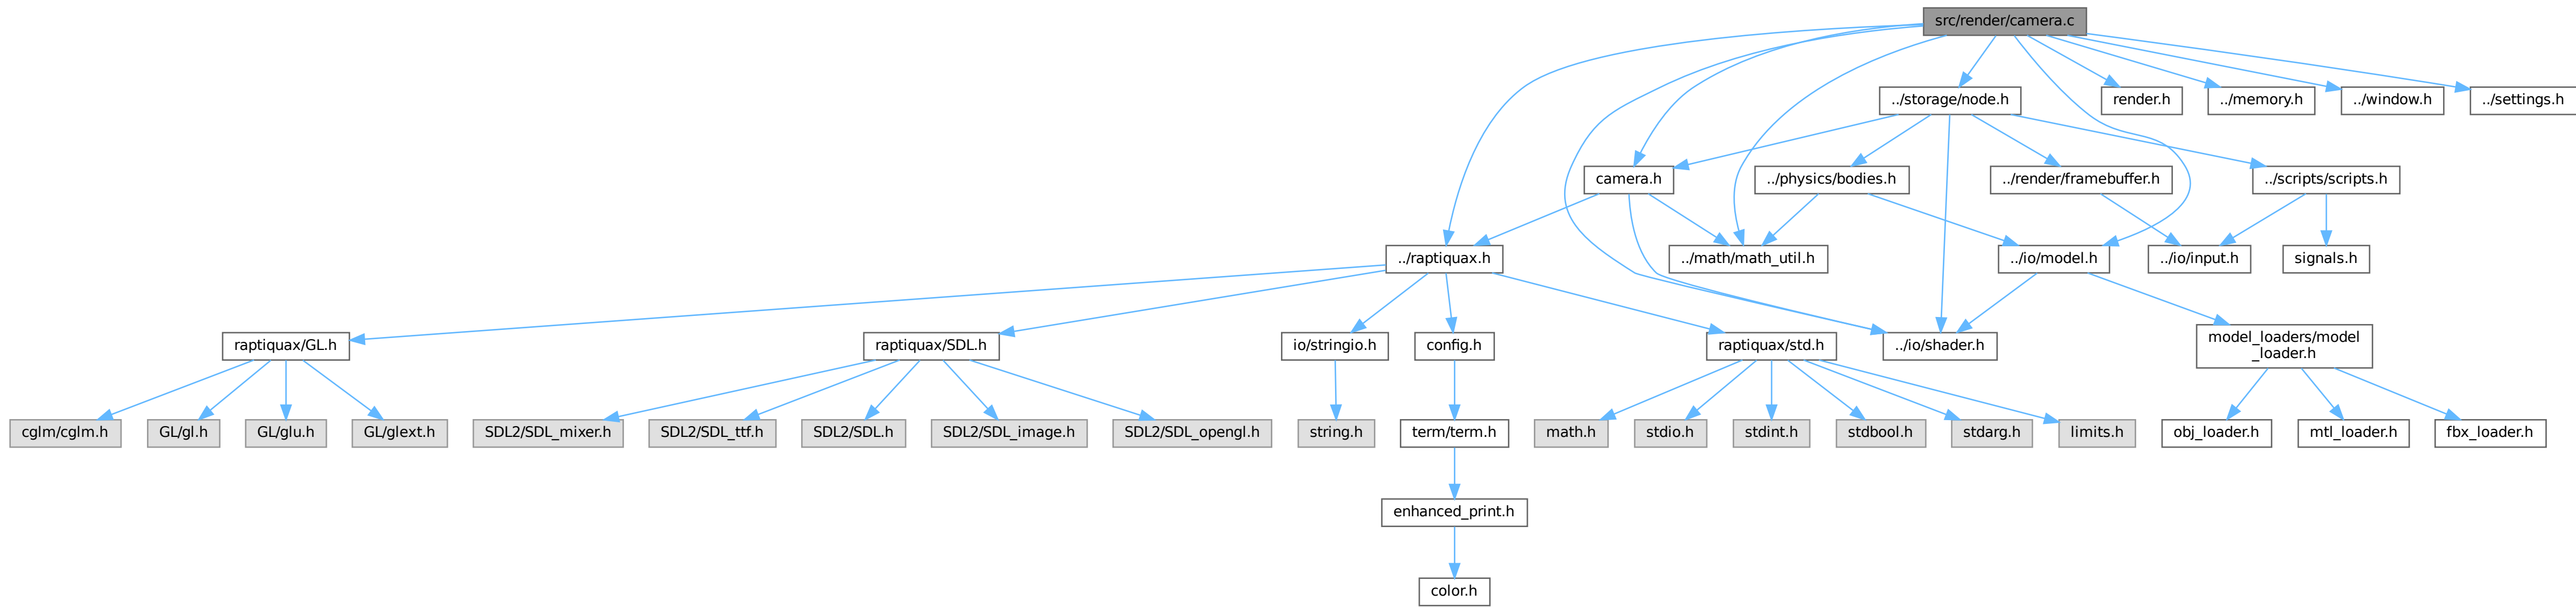 src/render/camera.c
../storage/node.h
render.h
../memory.h
../window.h
../settings.h
camera.h
../physics/bodies.h
../render/framebuffer.h
../scripts/scripts.h
../raptiquax.h
../math/math_util.h
../io/model.h
../io/input.h
signals.h
raptiquax/GL.h
raptiquax/SDL.h
io/stringio.h
config.h
raptiquax/std.h
../io/shader.h
model_loaders/model
_loader.h
cglm/cglm.h
GL/gl.h
GL/glu.h
GL/glext.h
SDL2/SDL_mixer.h
SDL2/SDL_ttf.h
SDL2/SDL.h
SDL2/SDL_image.h
SDL2/SDL_opengl.h
string.h
term/term.h
math.h
stdio.h
stdint.h
stdbool.h
stdarg.h
limits.h
obj_loader.h
mtl_loader.h
fbx_loader.h
enhanced_print.h
color.h